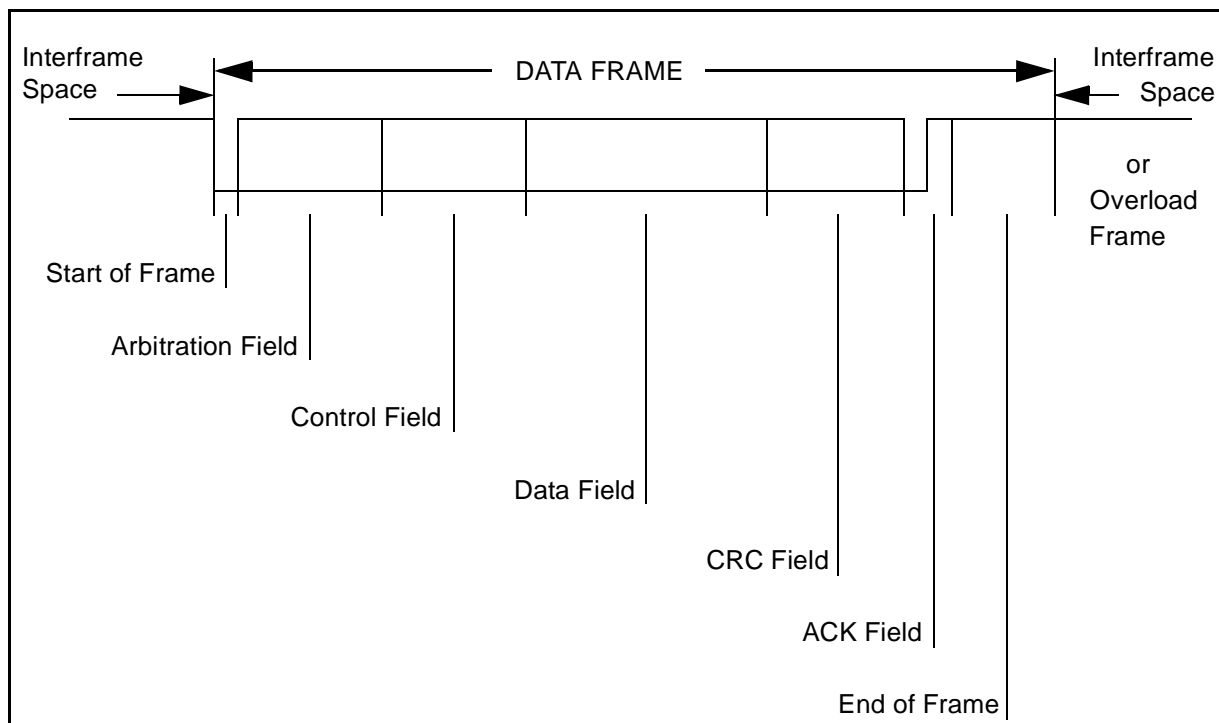 Interframe
Space
DATA FRAME
Interframe
Space
or
Overload
Frame
Start of Frame
Arbitration Field
Control Field
Data Field
CRC Field
ACK Field
End of Frame